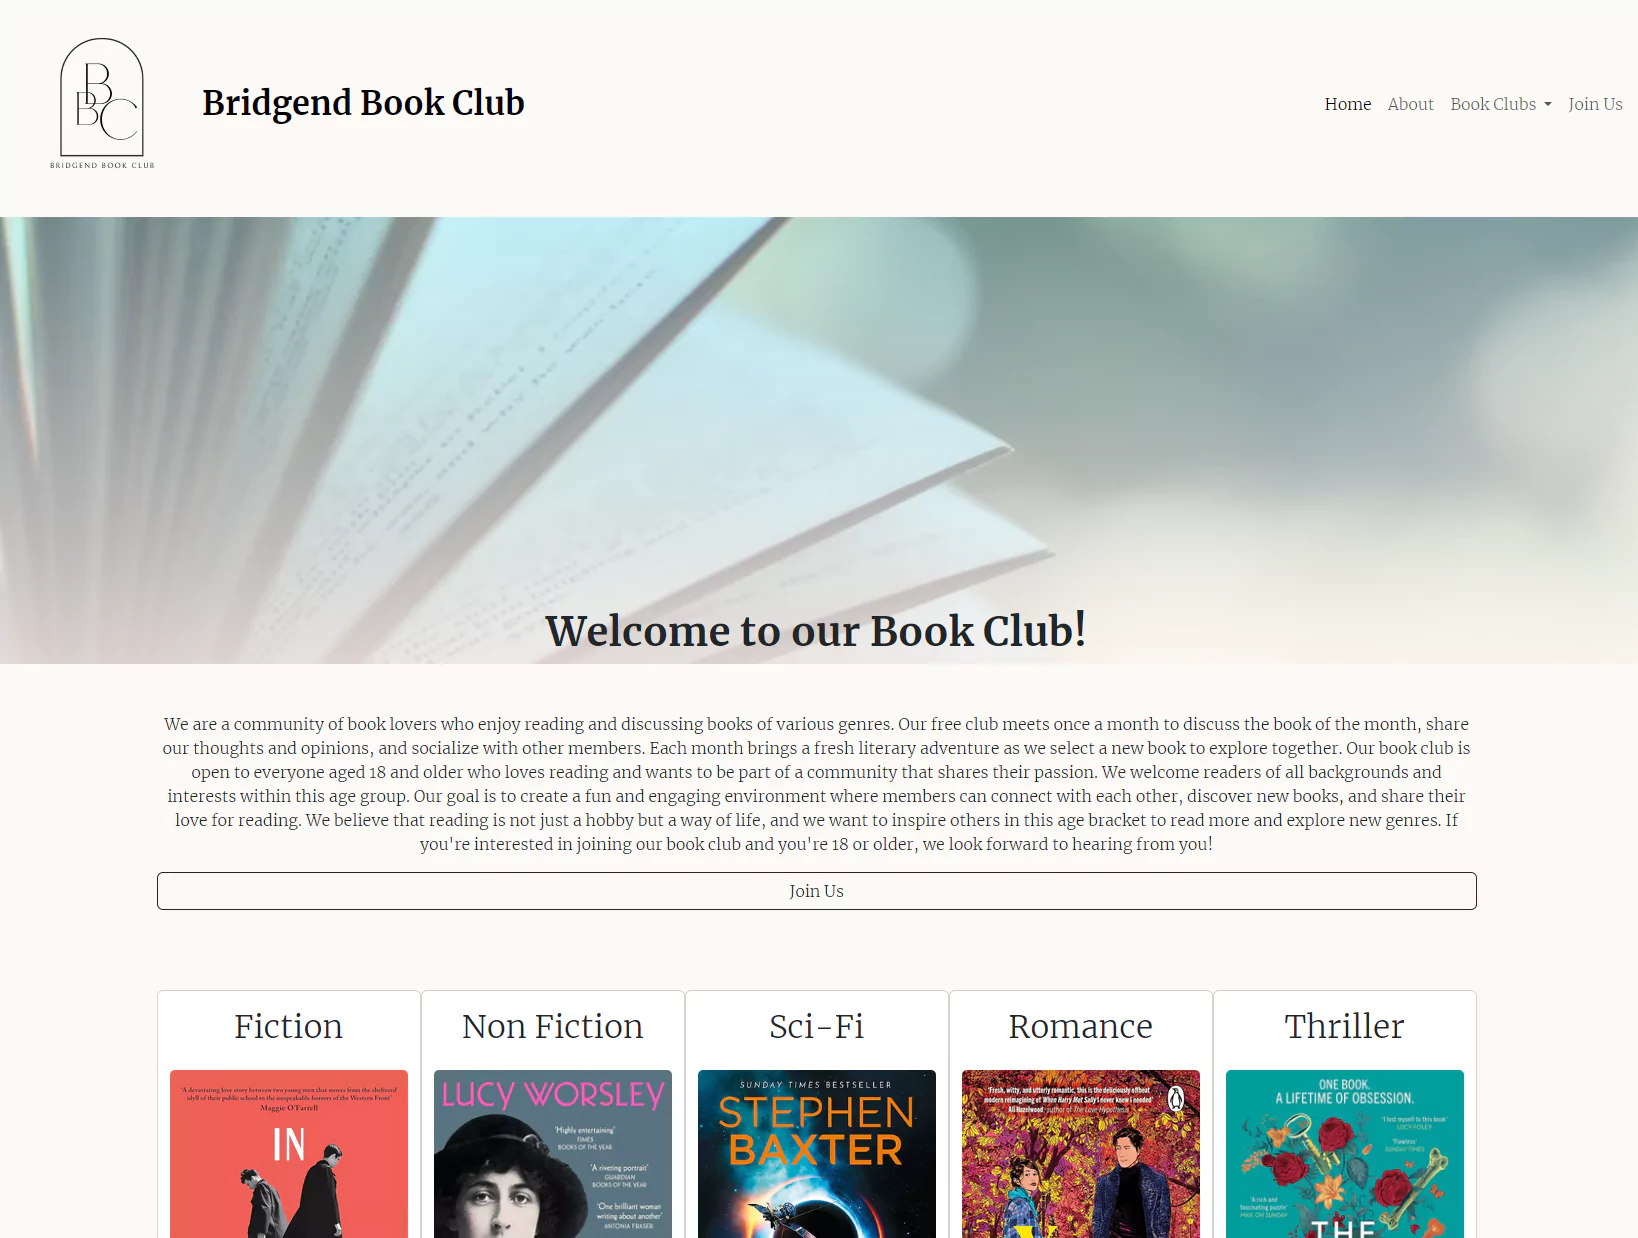 B
B
C
BRIDGEND BOOK CLUB
Bridgend Book Club
Home About Book Clubs Join Us
Welcome to our Book Club!
We are a community of book lovers who enjoy reading and discussing books of various genres. Our free club meets once a month to discuss the book of the month, share
our thoughts and opinions, and socialize with other members. Each month brings a fresh literary adventure as we select a new book to explore together. Our book club is
open to everyone aged 18 and older who loves reading and wants to be part of a community that shares their passion. We welcome readers of all backgrounds and
interests within this age group. Our goal is to create a fun and engaging environment where members can connect with each other, discover new books, and share their
love for reading. We believe that reading is not just a hobby but a way of life, and we want to inspire others in this age bracket to read more and explore new genres. If
you're interested in joining our book club and you're 18 or older, we look forward to hearing from you!
Join Us
Fiction
'A devastating love story between two young men that moves from the sheltered
idyll of their public school to the unspeakable horrors of the Western Front'
Maggie O'Farrell
IN
Non Fiction
LUCY WORSLEY
'Highly entertaining'
TIMES
BOOKS OF THE YEAR
'A riveting portrait'
GUARDIAN
BOOKS OF THE YEAR
'One brilliant woman
writing about another'
ANTONIA FRASER
Sci-Fi
SUNDAY TIMES BESTSELLER
STEPHEN
BAXTER
Romance
'Fresh, witty, and utterly romantic, this is the deliciously offbeat
modern reimagining of When Harry Met Sally I never knew I needed'
Ali Hazelwood, author of The Love Hypothesis
Thriller
ONE BOOK.
A LIFETIME OF OBSESSION.
'I lost myself to this book'
LUCY FOLEY
'Flawless'
SUNDAY TIMES
'A rich and
fascinating puzzle'
MAIL ON SUNDAY
THE